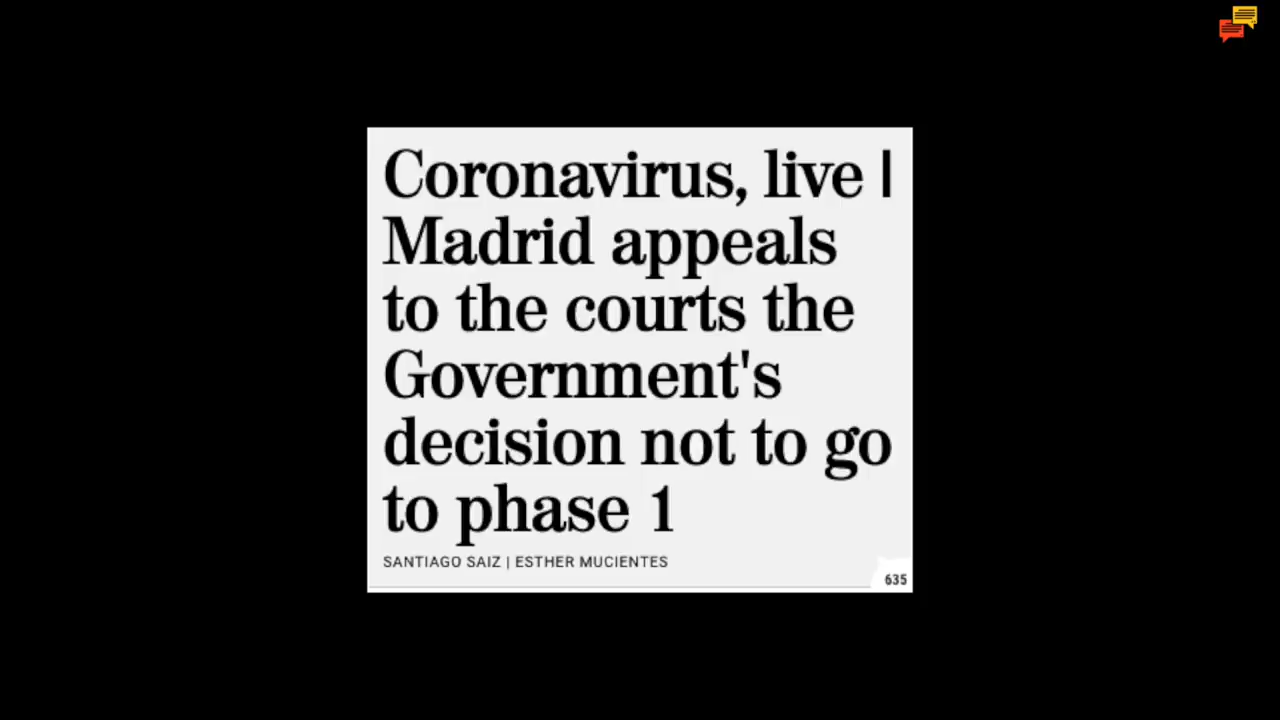 Coronavirus, live |
Madrid appeals
to the courts the
Government's
decision not to go
to phase 1
SANTIAGO SAIZ | ESTHER MUCIENTES
635